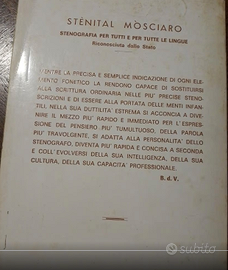 STENITAL MOSCIARO
STENOGRAFIA PER TUTTI E PER TUTTE LE LINGUE
Riconosciuta dallo Stato
MENTRE LA PRECISA E SEMPLICE INDICAZIONE DI OGNI ELE-
MENTO FONETICO LA RENDONO CAPACE DI SOSTITUIRSI
ALLA SCRITTURA ORDINARIA NELLE PIU' PRECISE STENO-
SCRIZIONI E DI ESSERE ALLA PORTATA DELLE MENTI INFAN-
TILI NELLA SUA DUTTILITA' ESTREMA SI ACCONCIA A DIVE-
NIRE IL MEZZO PIU' RAPIDO E IMMEDIATO PER L'ESPRES-
SIONE DEL PENSIERO PIU' TUMULTUOSO, DELLA PAROLA
PIU' TRAVOLGENTE, SI ADATTA ALLA PERSONALITA' DELLO
STENOGRAFO, DIVENTA PIU' RAPIDA E CONCISA A SECONDA
E COLL'EVOLVERSI DELLA SUA INTELLIGENZA, DELLA SUA
CULTURA, DELLA SUA CAPACITA' PROFESSIONALE.
B. d. V.
subito